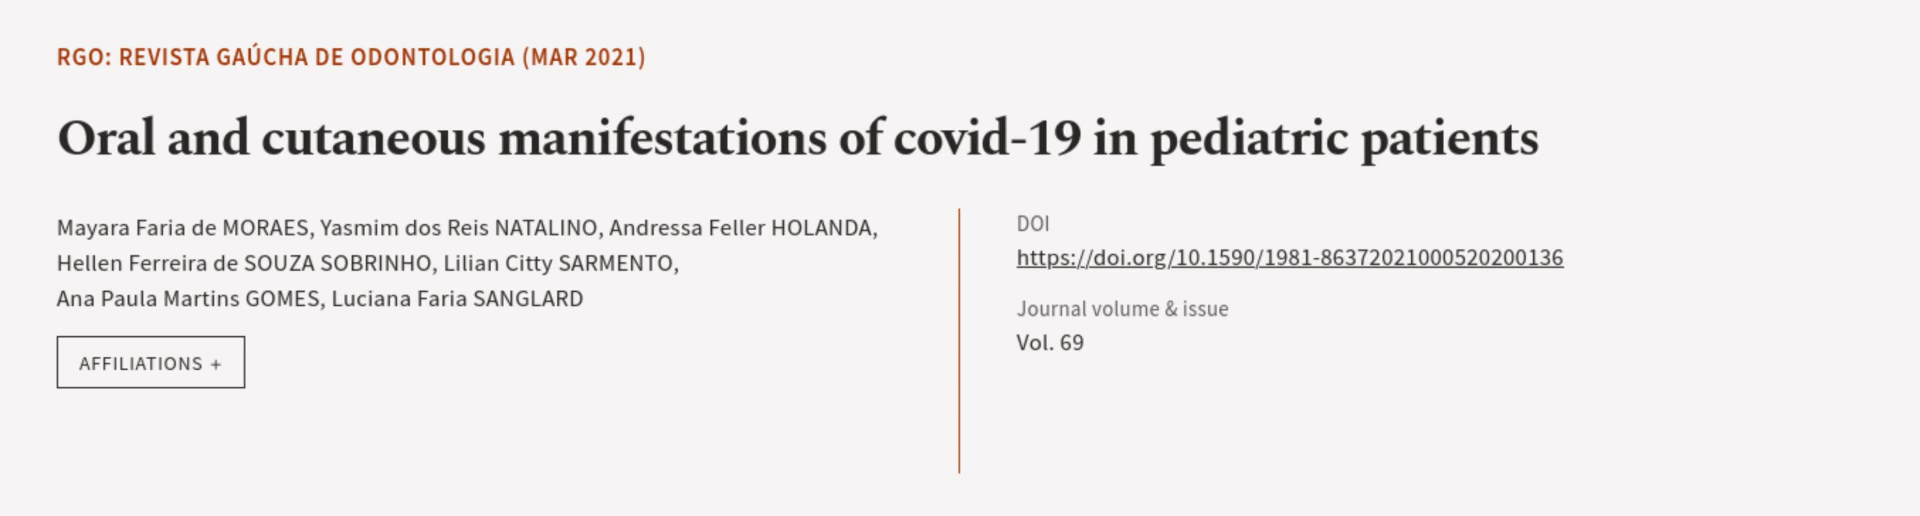 RGO: REVISTA GAÚCHA DE ODONTOLOGIA (MAR 2021)
Oral and cutaneous manifestations of covid-19 in pediatric patients
Mayara Faria de MORAES, Yasmim dos Reis NATALINO, Andressa Feller HOLANDA,
Hellen Ferreira de SOUZA SOBRINHO, Lilian Citty SARMENTO,
Ana Paula Martins GOMES, Luciana Faria SANGLARD
AFFILIATIONS +
DOI
https://doi.org/10.1590/1981-86372021000520200136
Journal volume & issue
Vol. 69